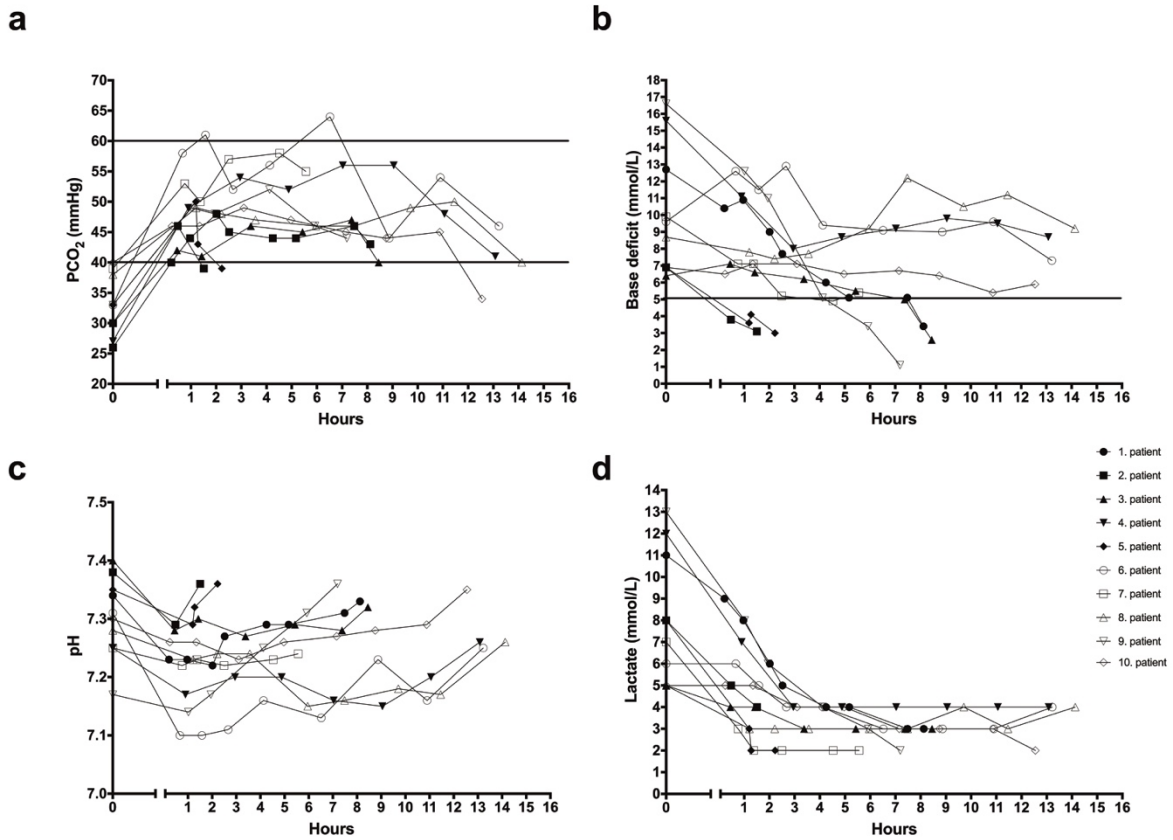 a
PCO2 (mmHg)
70
65
60
55
50
45
40
35
30
25
20
0 1 2 3 4 5 6 7 8 9 10 11 12 13 14 15 16
Hours
b
Base deficit (mmol/L)
18
17
16
15
14
13
12
11
10
9
8
7
6
5
4
3
2
1
0
0 1 2 3 4 5 6 7 8 9 10 11 12 13 14 15 16
Hours
c
pH
7.5
7.4
7.3
7.2
7.1
7.0
0 1 2 3 4 5 6 7 8 9 10 11 12 13 14 15 16
Hours
d
Lactate (mmol/L)
14
13
12
11
10
9
8
7
6
5
4
3
2
1
0
0 1 2 3 4 5 6 7 8 9 10 11 12 13 14 15 16
Hours
1. patient
2. patient
3. patient
4. patient
5. patient
6. patient
7. patient
8. patient
9. patient
10. patient